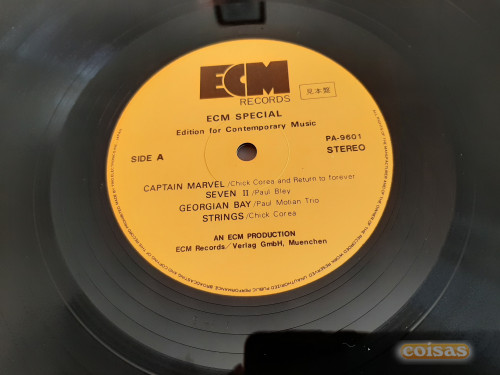 ECM
RECORDS
見本盤
ECM SPECIAL
Edition for Contemporary Music
PA-9601
SIDE A
STEREO
CAPTAIN MARVEL/Chick Corea and Return to forever
SEVEN II/Paul Bley
GEORGIAN BAY/Paul Motian Trio
STRINGS/Chick Corea
AN ECM PRODUCTION
ECM Records/Verlag GmbH, Muenchen
coisas